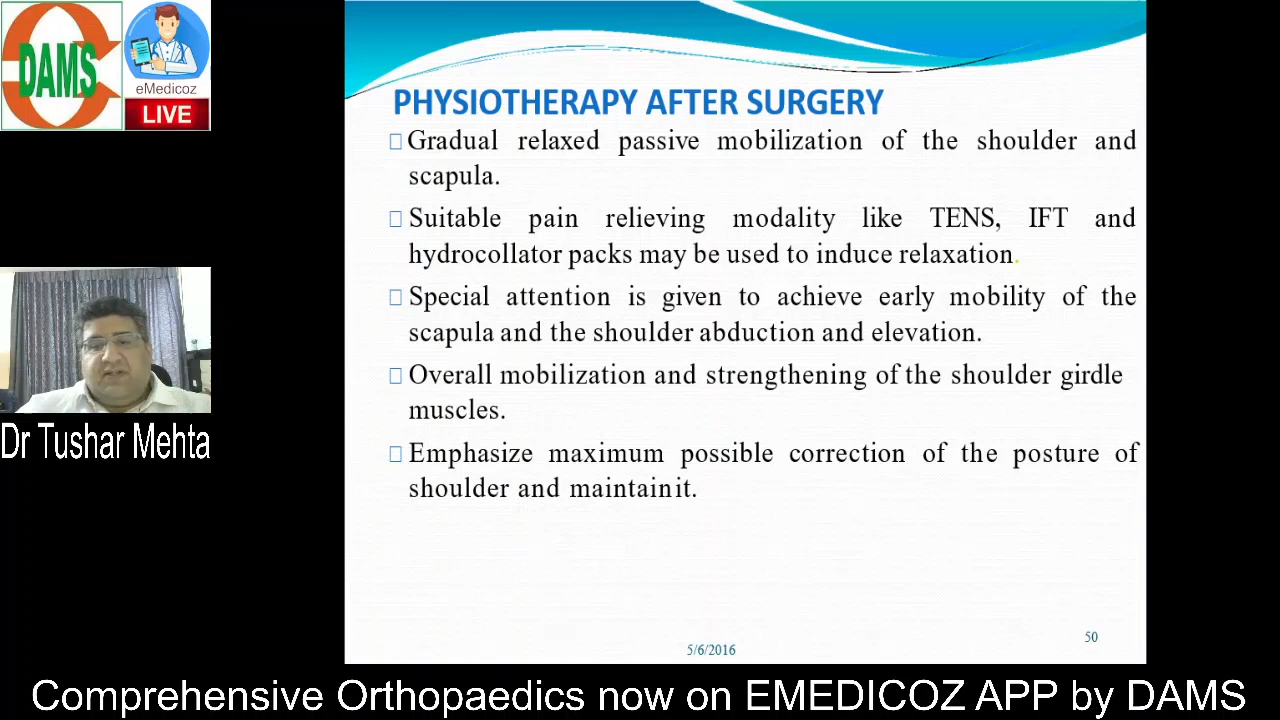 DAMS
eMedicoz
LIVE
PHYSIOTHERAPY AFTER SURGERY
Gradual relaxed passive mobilization of the shoulder and
scapula.
Suitable pain relieving modality like TENS, IFT and
hydrocollator packs may be used to induce relaxation.
Special attention is given to achieve early mobility of the
scapula and the shoulder abduction and elevation.
Overall mobilization and strengthening of the shoulder girdle
muscles.
Emphasize maximum possible correction of the posture of
shoulder and maintain it.
Dr Tushar Mehta
50
5/6/2016
Comprehensive Orthopaedics now on EMEDICOZ APP by DAMS